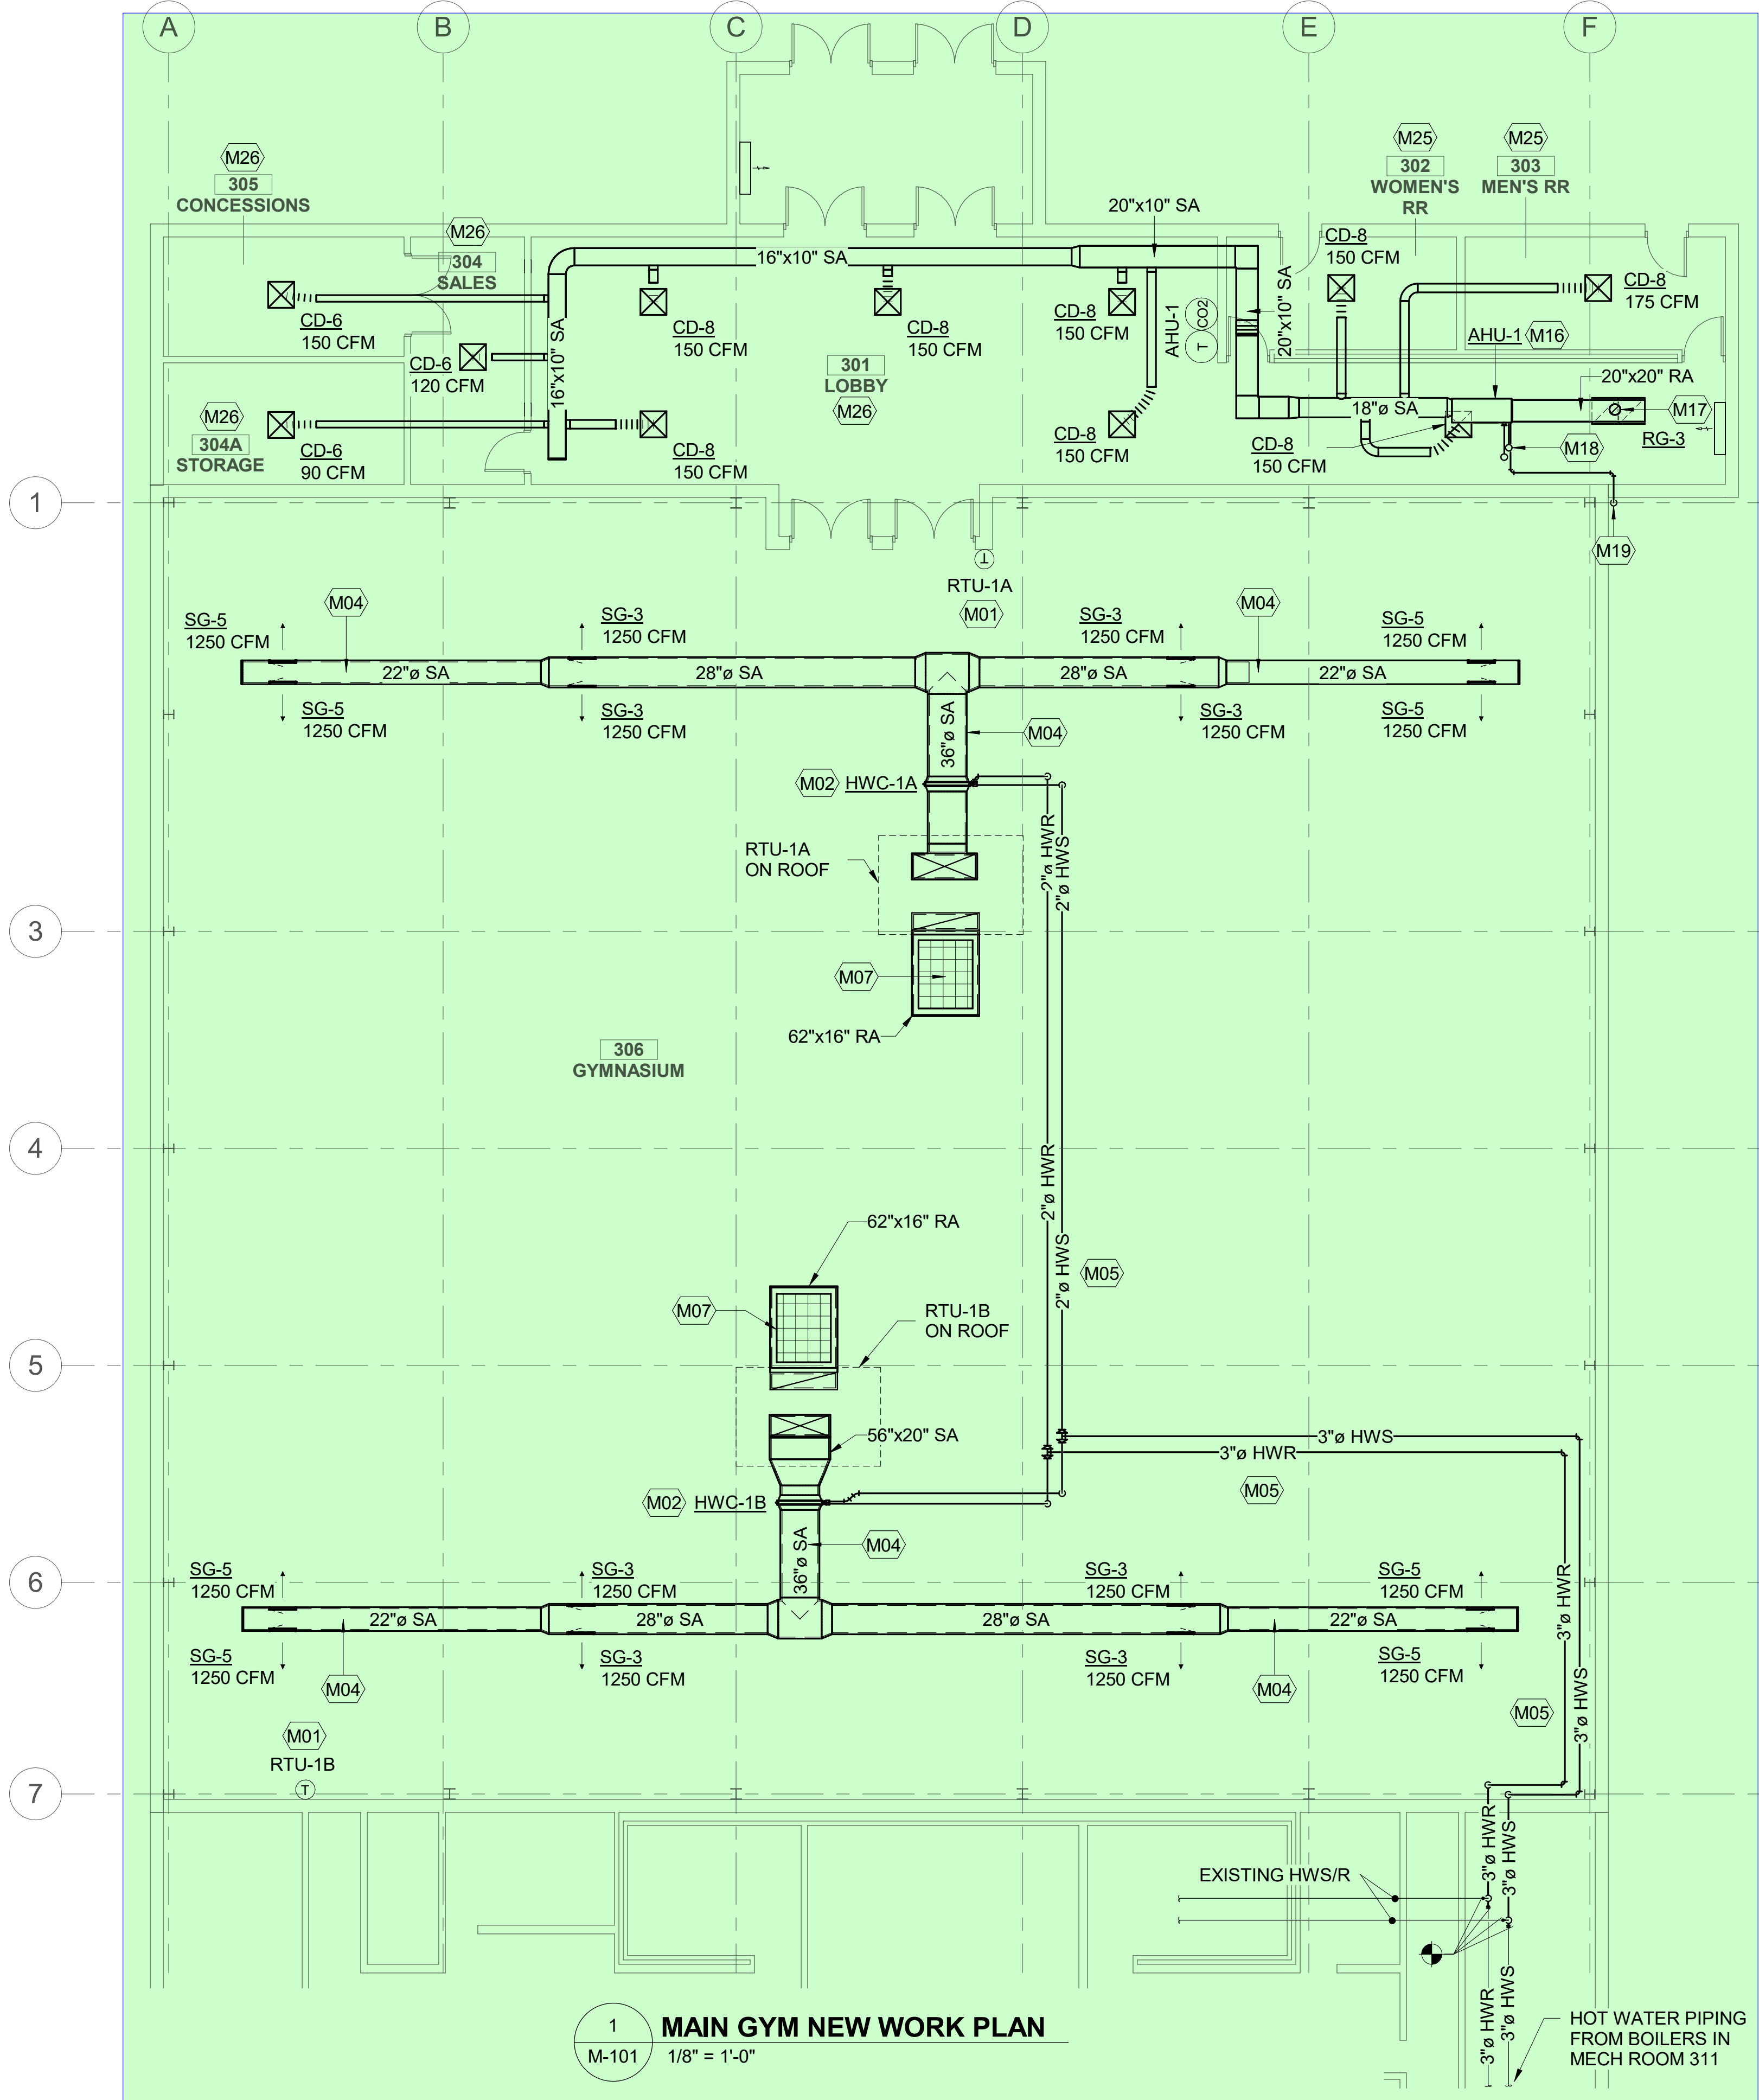 A
B
C
D
E
F
M26
305
CONCESSIONS
M26
304
SALES
M25
302
WOMEN'S
RR
M25
303
MEN'S RR
20"x10" SA
16"x10" SA
CD-8
150 CFM
CD-8
175 CFM
CD-6
150 CFM
CD-6
120 CFM
16"x10" SA
CD-8
150 CFM
CD-8
150 CFM
CD-8
150 CFM
AHU-1
CO2
T
20"x10" SA
AHU-1
M16
301
LOBBY
M26
M26
304A
STORAGE
CD-6
90 CFM
CD-8
150 CFM
CD-8
150 CFM
CD-8
150 CFM
18"ø SA
20"x20" RA
M17
RG-3
M18
1
M19
T
RTU-1A
M01
SG-5
1250 CFM
M04
SG-3
1250 CFM
SG-3
1250 CFM
M04
SG-5
1250 CFM
22"ø SA
28"ø SA
28"ø SA
22"ø SA
SG-5
1250 CFM
SG-3
1250 CFM
SG-3
1250 CFM
SG-5
1250 CFM
36"ø SA
M04
M02
HWC-1A
2"ø HWR
2"ø HWS
RTU-1A
ON ROOF
3
M07
62"x16" RA
306
GYMNASIUM
4
2"ø HWR
2"ø HWS
M05
62"x16" RA
M07
RTU-1B
ON ROOF
5
56"x20" SA
3"ø HWS
3"ø HWR
M05
M02
HWC-1B
36"ø SA
M04
6
SG-5
1250 CFM
SG-3
1250 CFM
SG-3
1250 CFM
SG-5
1250 CFM
22"ø SA
28"ø SA
28"ø SA
22"ø SA
SG-5
1250 CFM
M04
SG-3
1250 CFM
SG-3
1250 CFM
M04
SG-5
1250 CFM
3"ø HWR
3"ø HWS
M05
M01
RTU-1B
T
7
3"ø HWR
3"ø HWS
EXISTING HWS/R
3"ø HWR
3"ø HWS
1
M-101
MAIN GYM NEW WORK PLAN
1/8" = 1'-0"
HOT WATER PIPING
FROM BOILERS IN
MECH ROOM 311